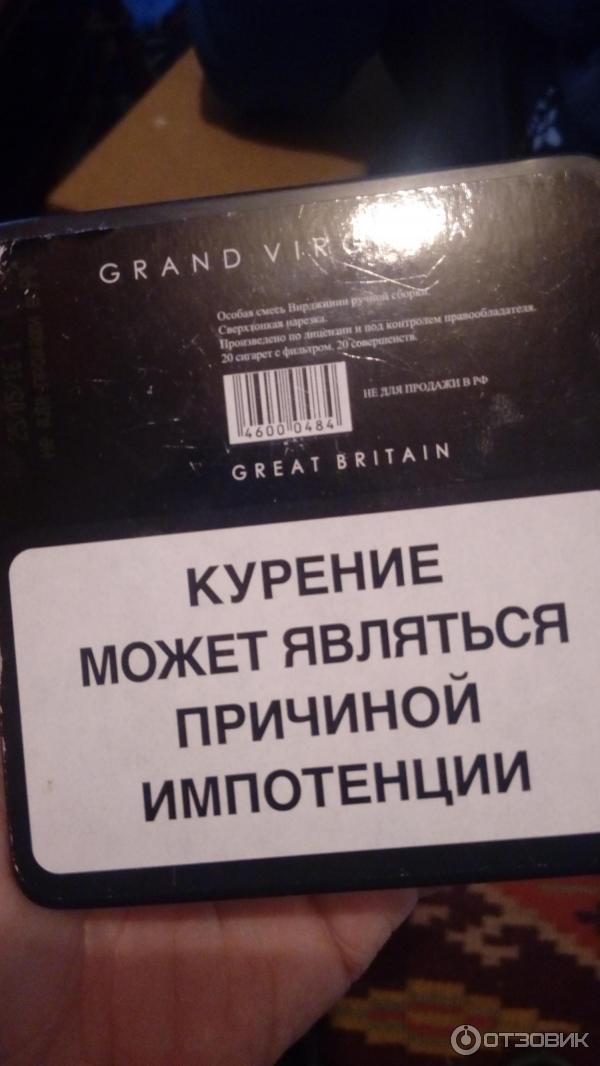 GRAND VIRGINIA
Особая смесь Вирджинии ручной сборки.
Сверхтонкая нарезка.
Произведено по лицензии и под контролем правообладателя.
20 сигарет с фильтром. 20 совершенств.
НЕ ДЛЯ ПРОДАЖИ В РФ
4600 0484
GREAT BRITAIN
КУРЕНИЕ
МОЖЕТ ЯВЛЯТЬСЯ
ПРИЧИНОЙ
ИМПОТЕНЦИИ
ОТЗОВИК